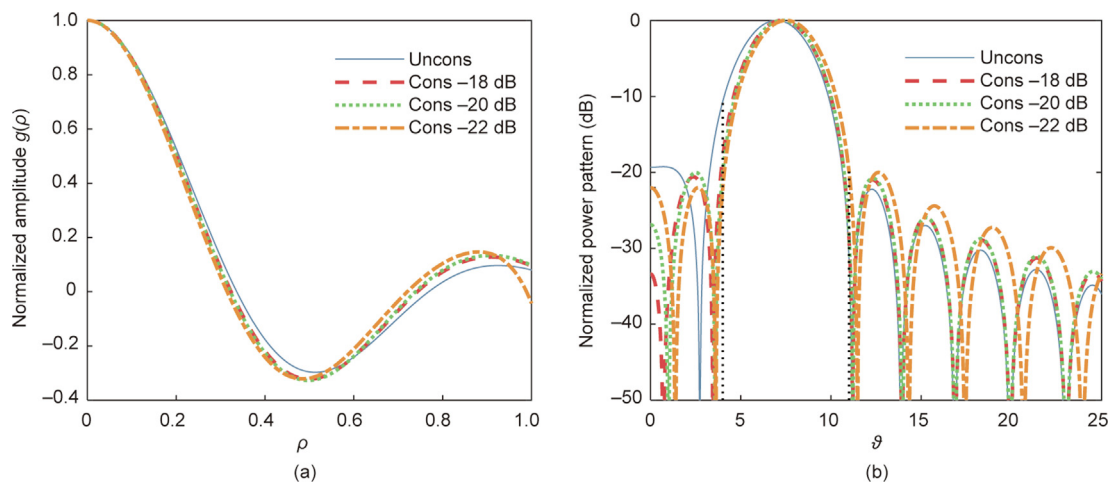 1.0
0.8
0.6
0.4
0.2
0
–0.2
–0.4
Normalized amplitude g(ρ)
0
0.2
0.4
0.6
0.8
1.0
ρ
Uncons
Cons –18 dB
Cons –20 dB
Cons –22 dB
(a)
0
–10
–20
–30
–40
–50
Normalized power pattern (dB)
0
5
10
15
20
25
ϑ
Uncons
Cons –18 dB
Cons –20 dB
Cons –22 dB
(b)